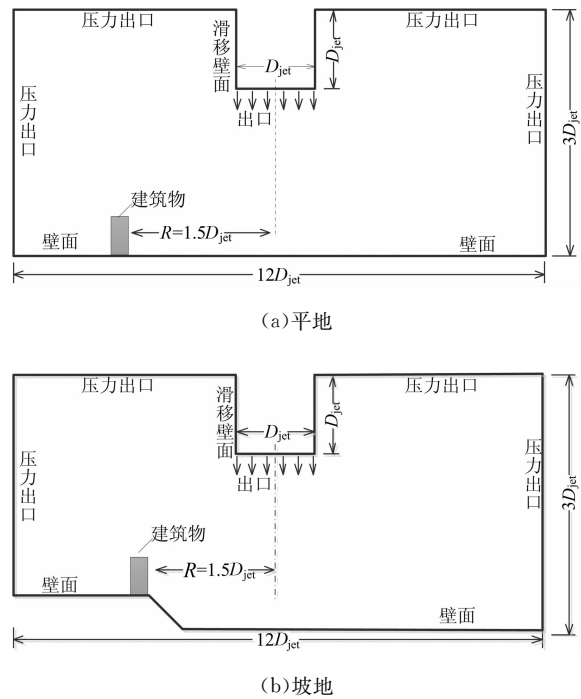 压力出口
滑移壁面
D_jet
D_jet
压力出口
压力出口
出口
压力出口
3D_jet
建筑物
R=1.5D_jet
壁面
壁面
12D_jet
(a)平地
压力出口
滑移壁面
D_jet
D_jet
压力出口
压力出口
出口
压力出口
3D_jet
建筑物
R=1.5D_jet
壁面
壁面
12D_jet
(b)坡地